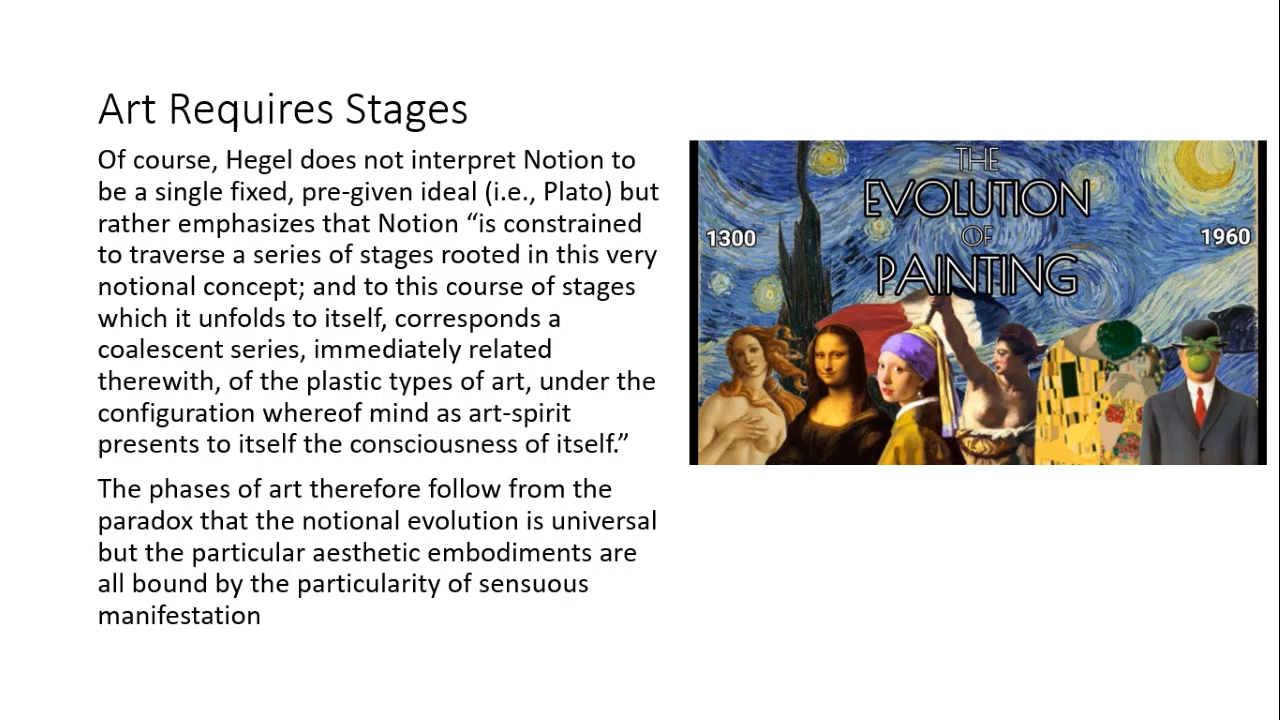 Art Requires Stages
Of course, Hegel does not interpret Notion to
be a single fixed, pre-given ideal (i.e., Plato) but
rather emphasizes that Notion “is constrained
to traverse a series of stages rooted in this very
notional concept; and to this course of stages
which it unfolds to itself, corresponds a
coalescent series, immediately related
therewith, of the plastic types of art, under the
configuration whereof mind as art-spirit
presents to itself the consciousness of itself.”
The phases of art therefore follow from the
paradox that the notional evolution is universal
but the particular aesthetic embodiments are
all bound by the particularity of sensuous
manifestation
THE
EVOLUTION
OF
PAINTING
1300
1960